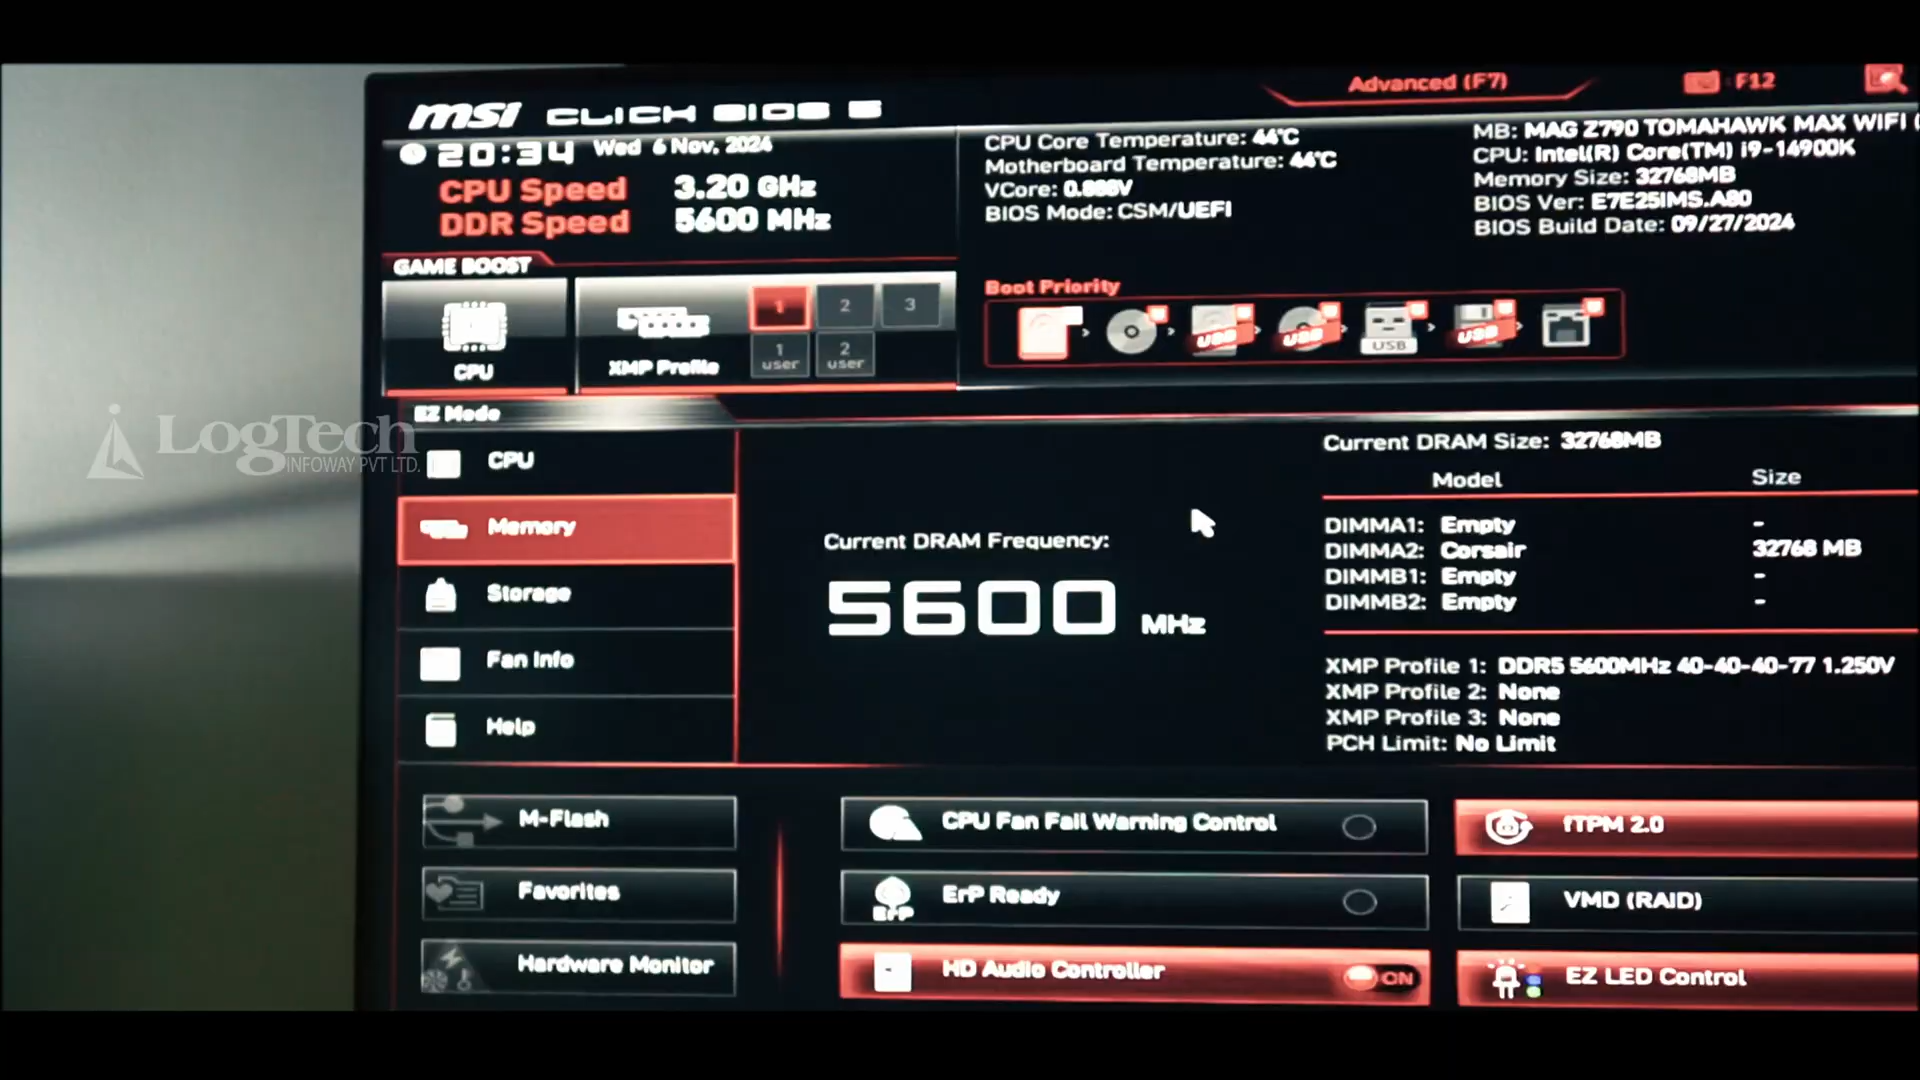 msi CLICK BIOS 5
Advanced (F7)
F12
20:34 Wed 6 Nov, 2024
CPU Speed 3.20 GHz
DDR Speed 5600 MHz
CPU Core Temperature: 44°C
Motherboard Temperature: 44°C
VCore: 0.888V
BIOS Mode: CSM/UEFI
MB: MAG Z790 TOMAHAWK MAX WIFI (
CPU: Intel(R) Core(TM) i9-14900K
Memory Size: 32768MB
BIOS Ver: E7E25IMS.A80
BIOS Build Date: 09/27/2024
GAME BOOST
CPU
XMP Profile
1 2 3
1 user 2 user
Boot Priority
USB USB USB USB
EZ Mode
LogTech
INFOWAY PVT LTD.
CPU
Memory
Storage
Fan Info
Help
Current DRAM Frequency:
5600 MHz
Current DRAM Size: 32768MB
Model Size
DIMMA1: Empty -
DIMMA2: Corsair 32768 MB
DIMMB1: Empty -
DIMMB2: Empty -
XMP Profile 1: DDR5 5600MHz 40-40-40-77 1.250V
XMP Profile 2: None
XMP Profile 3: None
PCH Limit: No Limit
M-Flash
Favorites
Hardware Monitor
CPU Fan Fail Warning Control
ErP ErP Ready
HD Audio Controller ON
fTPM 2.0
VMD (RAID)
EZ LED Control